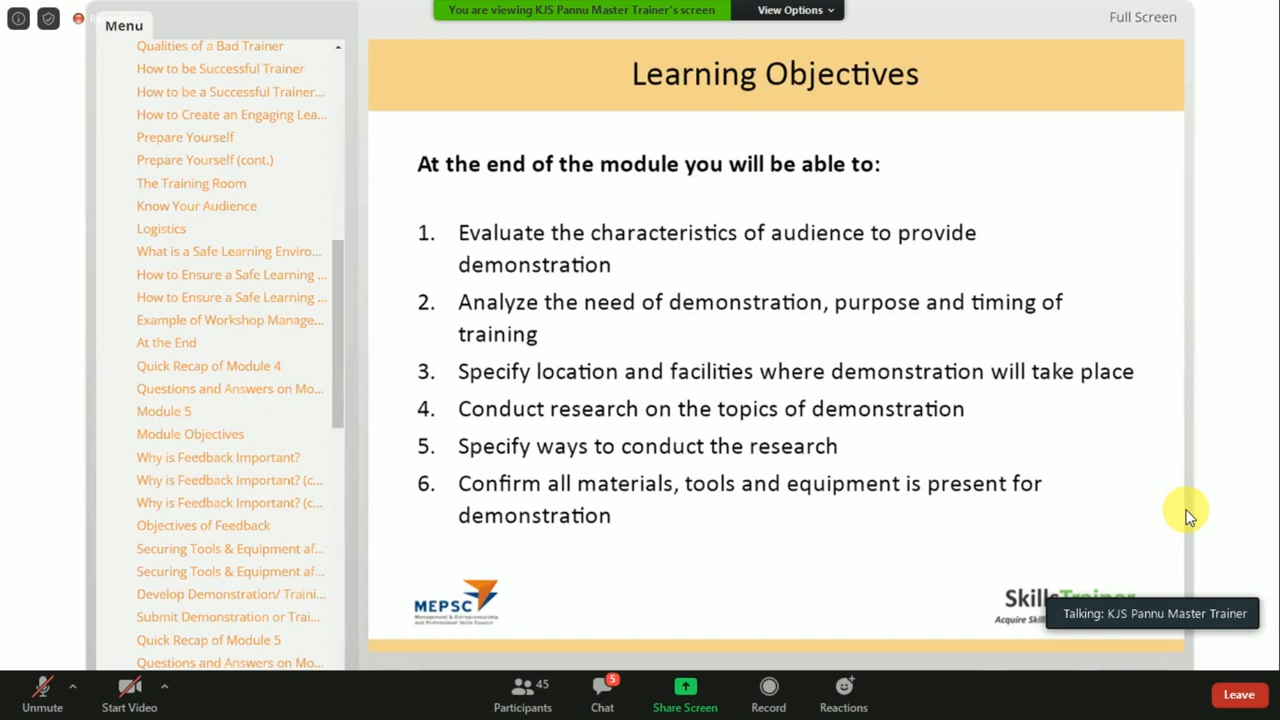 You are viewing KJS Pannu Master Trainer's screen
View Options
Menu
Full Screen
Qualities of a Bad Trainer
How to be Successful Trainer
How to be a Successful Trainer...
How to Create an Engaging Lea...
Prepare Yourself
Prepare Yourself (cont.)
The Training Room
Know Your Audience
Logistics
What is a Safe Learning Enviro...
How to Ensure a Safe Learning ...
How to Ensure a Safe Learning ...
Example of Workshop Manage...
At the End
Quick Recap of Module 4
Questions and Answers on Mo...
Module 5
Module Objectives
Why is Feedback Important?
Why is Feedback Important? (c...
Why is Feedback Important? (c...
Objectives of Feedback
Securing Tools & Equipment af...
Securing Tools & Equipment af...
Develop Demonstration/ Traini...
Submit Demonstration or Trai...
Quick Recap of Module 5
Questions and Answers on Mo...
Learning Objectives
At the end of the module you will be able to:
1. Evaluate the characteristics of audience to provide
demonstration
2. Analyze the need of demonstration, purpose and timing of
training
3. Specify location and facilities where demonstration will take place
4. Conduct research on the topics of demonstration
5. Specify ways to conduct the research
6. Confirm all materials, tools and equipment is present for
demonstration
MEPSC
Management & Entrepreneurship
and Professional Skills Council
Skills
Acquire
Talking: KJS Pannu Master Trainer
Unmute
Start Video
45
Participants
5
Chat
Share Screen
Record
Reactions
Leave